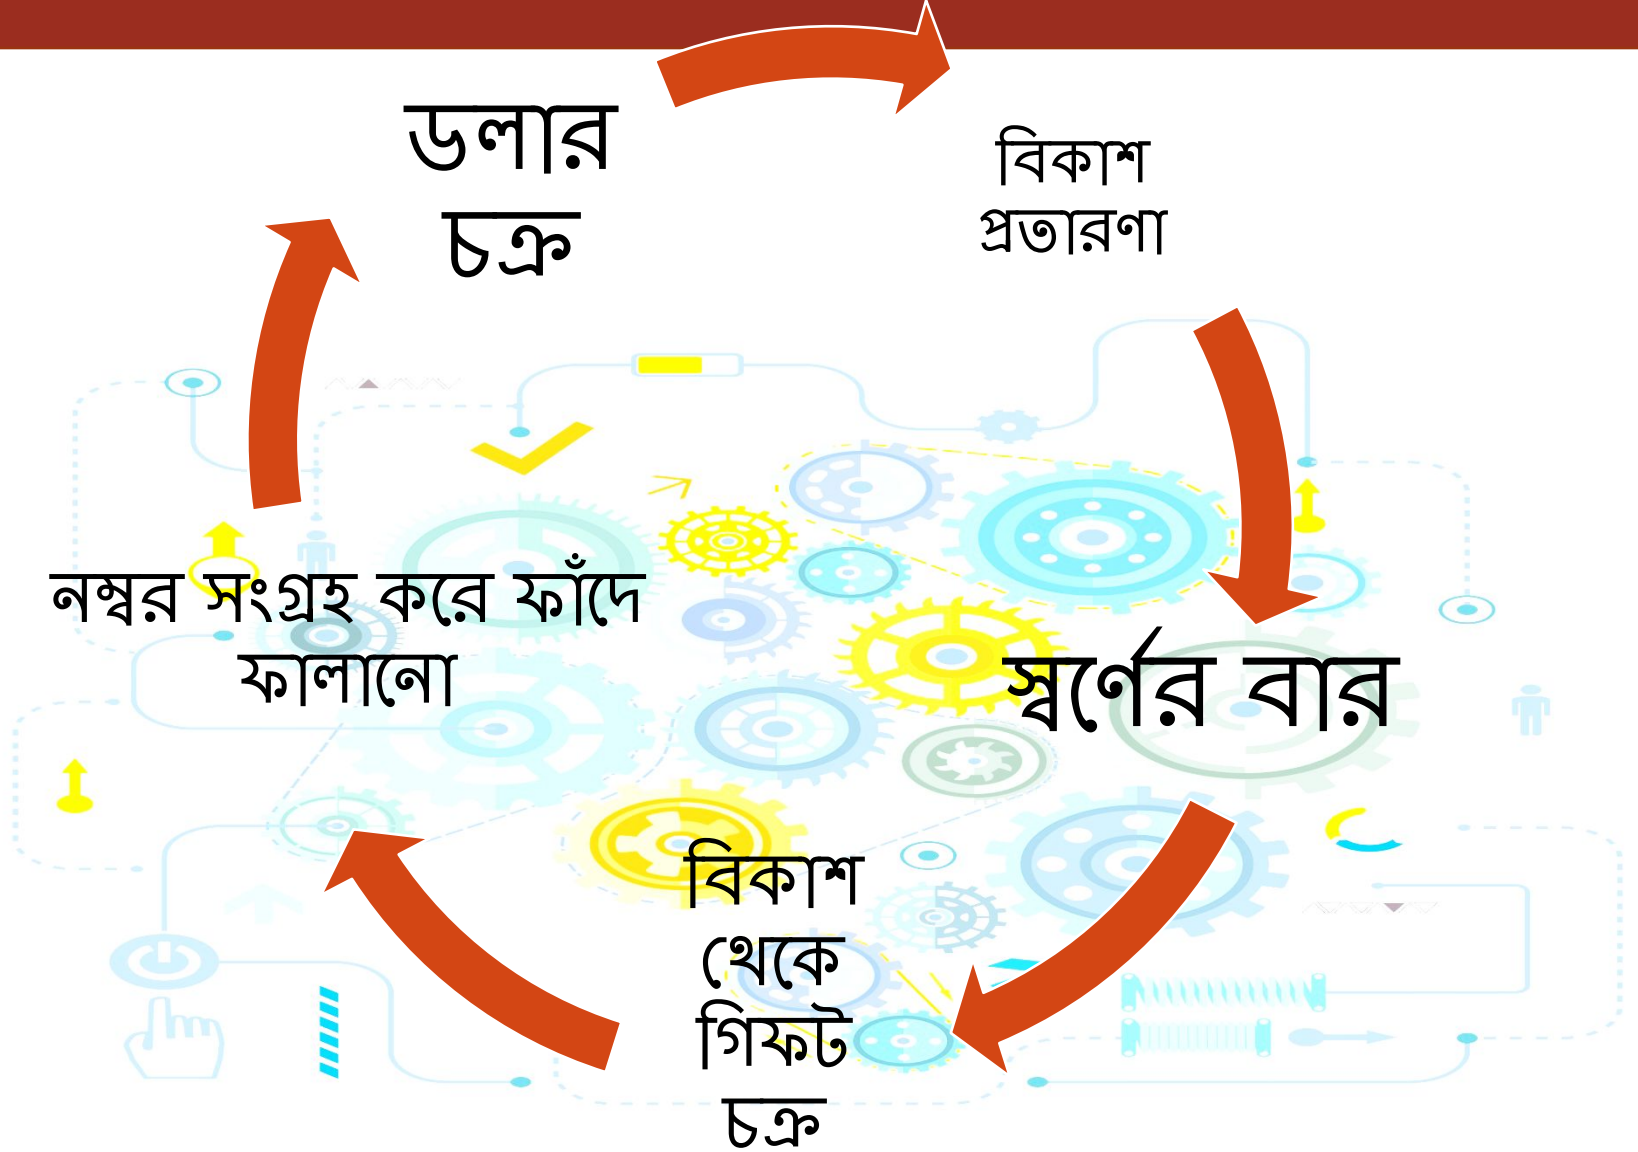 ডলার
চক্র
বিকাশ
প্রতারণা
স্বর্ণের বার
বিকাশ
থেকে
গিফট
চক্র
নম্বর সংগ্রহ করে ফাঁদে
ফালানো